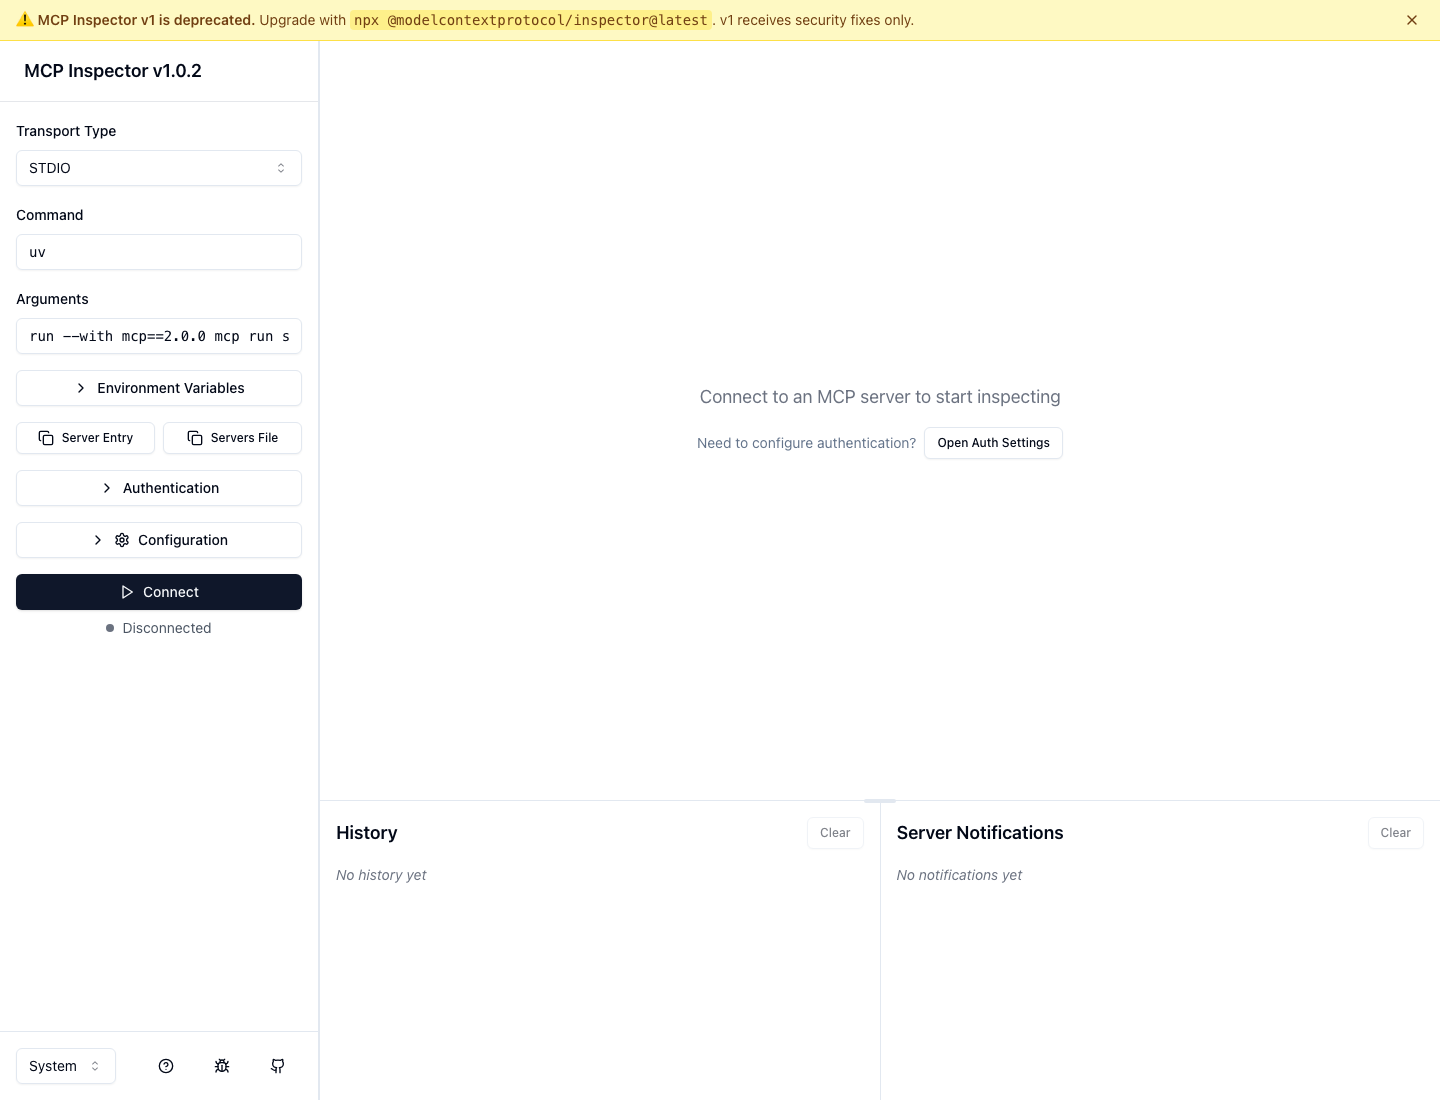 ⚠️ MCP Inspector v1 is deprecated. Upgrade with npx @modelcontextprotocol/inspector@latest. v1 receives security fixes only.
MCP Inspector v1.0.2
Transport Type
STDIO
Command
uv
Arguments
run --with mcp==2.0.0 mcp run s
Environment Variables
Server Entry
Servers File
Authentication
Configuration
Connect
Disconnected
System
Connect to an MCP server to start inspecting
Need to configure authentication? Open Auth Settings
History
Clear
No history yet
Server Notifications
Clear
No notifications yet